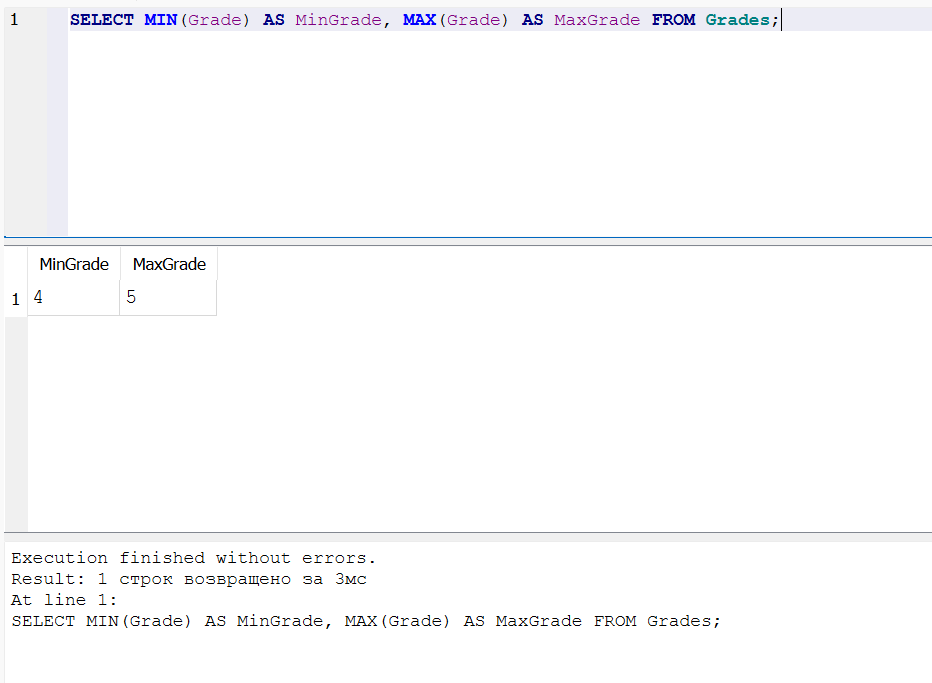 1 SELECT MIN(Grade) AS MinGrade, MAX(Grade) AS MaxGrade FROM Grades;
MinGrade MaxGrade
1 4 5
Execution finished without errors.
Result: 1 строк возвращено за 3мс
At line 1:
SELECT MIN(Grade) AS MinGrade, MAX(Grade) AS MaxGrade FROM Grades;